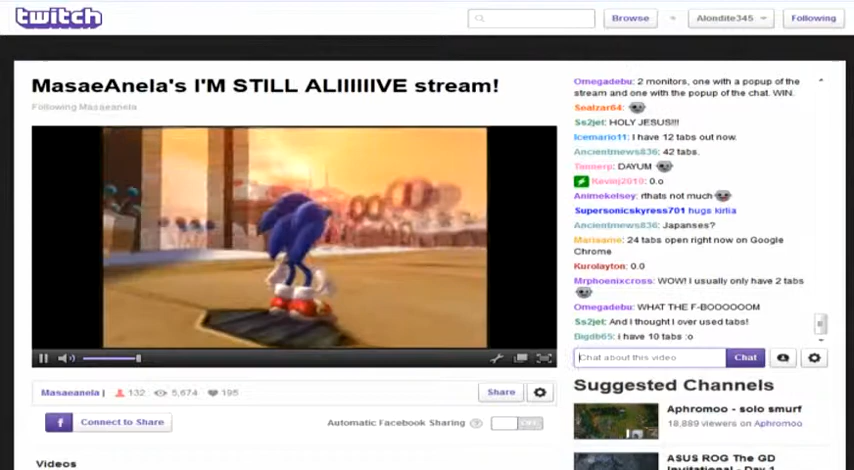 twitch
Browse
Alondite345
Following
MasaeAnela's I'M STILL ALIIIIIIVE stream!
Following Masaeanela
Omegadebu: 2 monitors, one with a popup of the
stream and one with the popup of the chat. WIN.
Sealzar64:
Ss2jet: HOLY JESUS!!!
Icemario11: I have 12 tabs out now.
Ancientmews836: 42 tabs.
Tannerp: DAYUM
Kevinj2010: 0.o
Animekelsey: rthats not much
Supersonicskyress701 hugs kirlia
Ancientmews836: Japanses?
Marisame: 24 tabs open right now on Google
Chrome
Kurolayton: 0.0
Mrphoenixcross: WOW! I usually only have 2 tabs
Omegadebu: WHAT THE F-BOOOOOOM
Ss2jet: And I thought I over used tabs!
Bigdb65: i have 10 tabs :o
Chat about this video
Chat
Masaeanela |
132
5,674
195
Share
f
Connect to Share
Automatic Facebook Sharing
?
OFF
Suggested Channels
Aphromoo - solo smurf
18,889 viewers on Aphromoo
ASUS ROG The GD
Invitational - Day 1
Videos